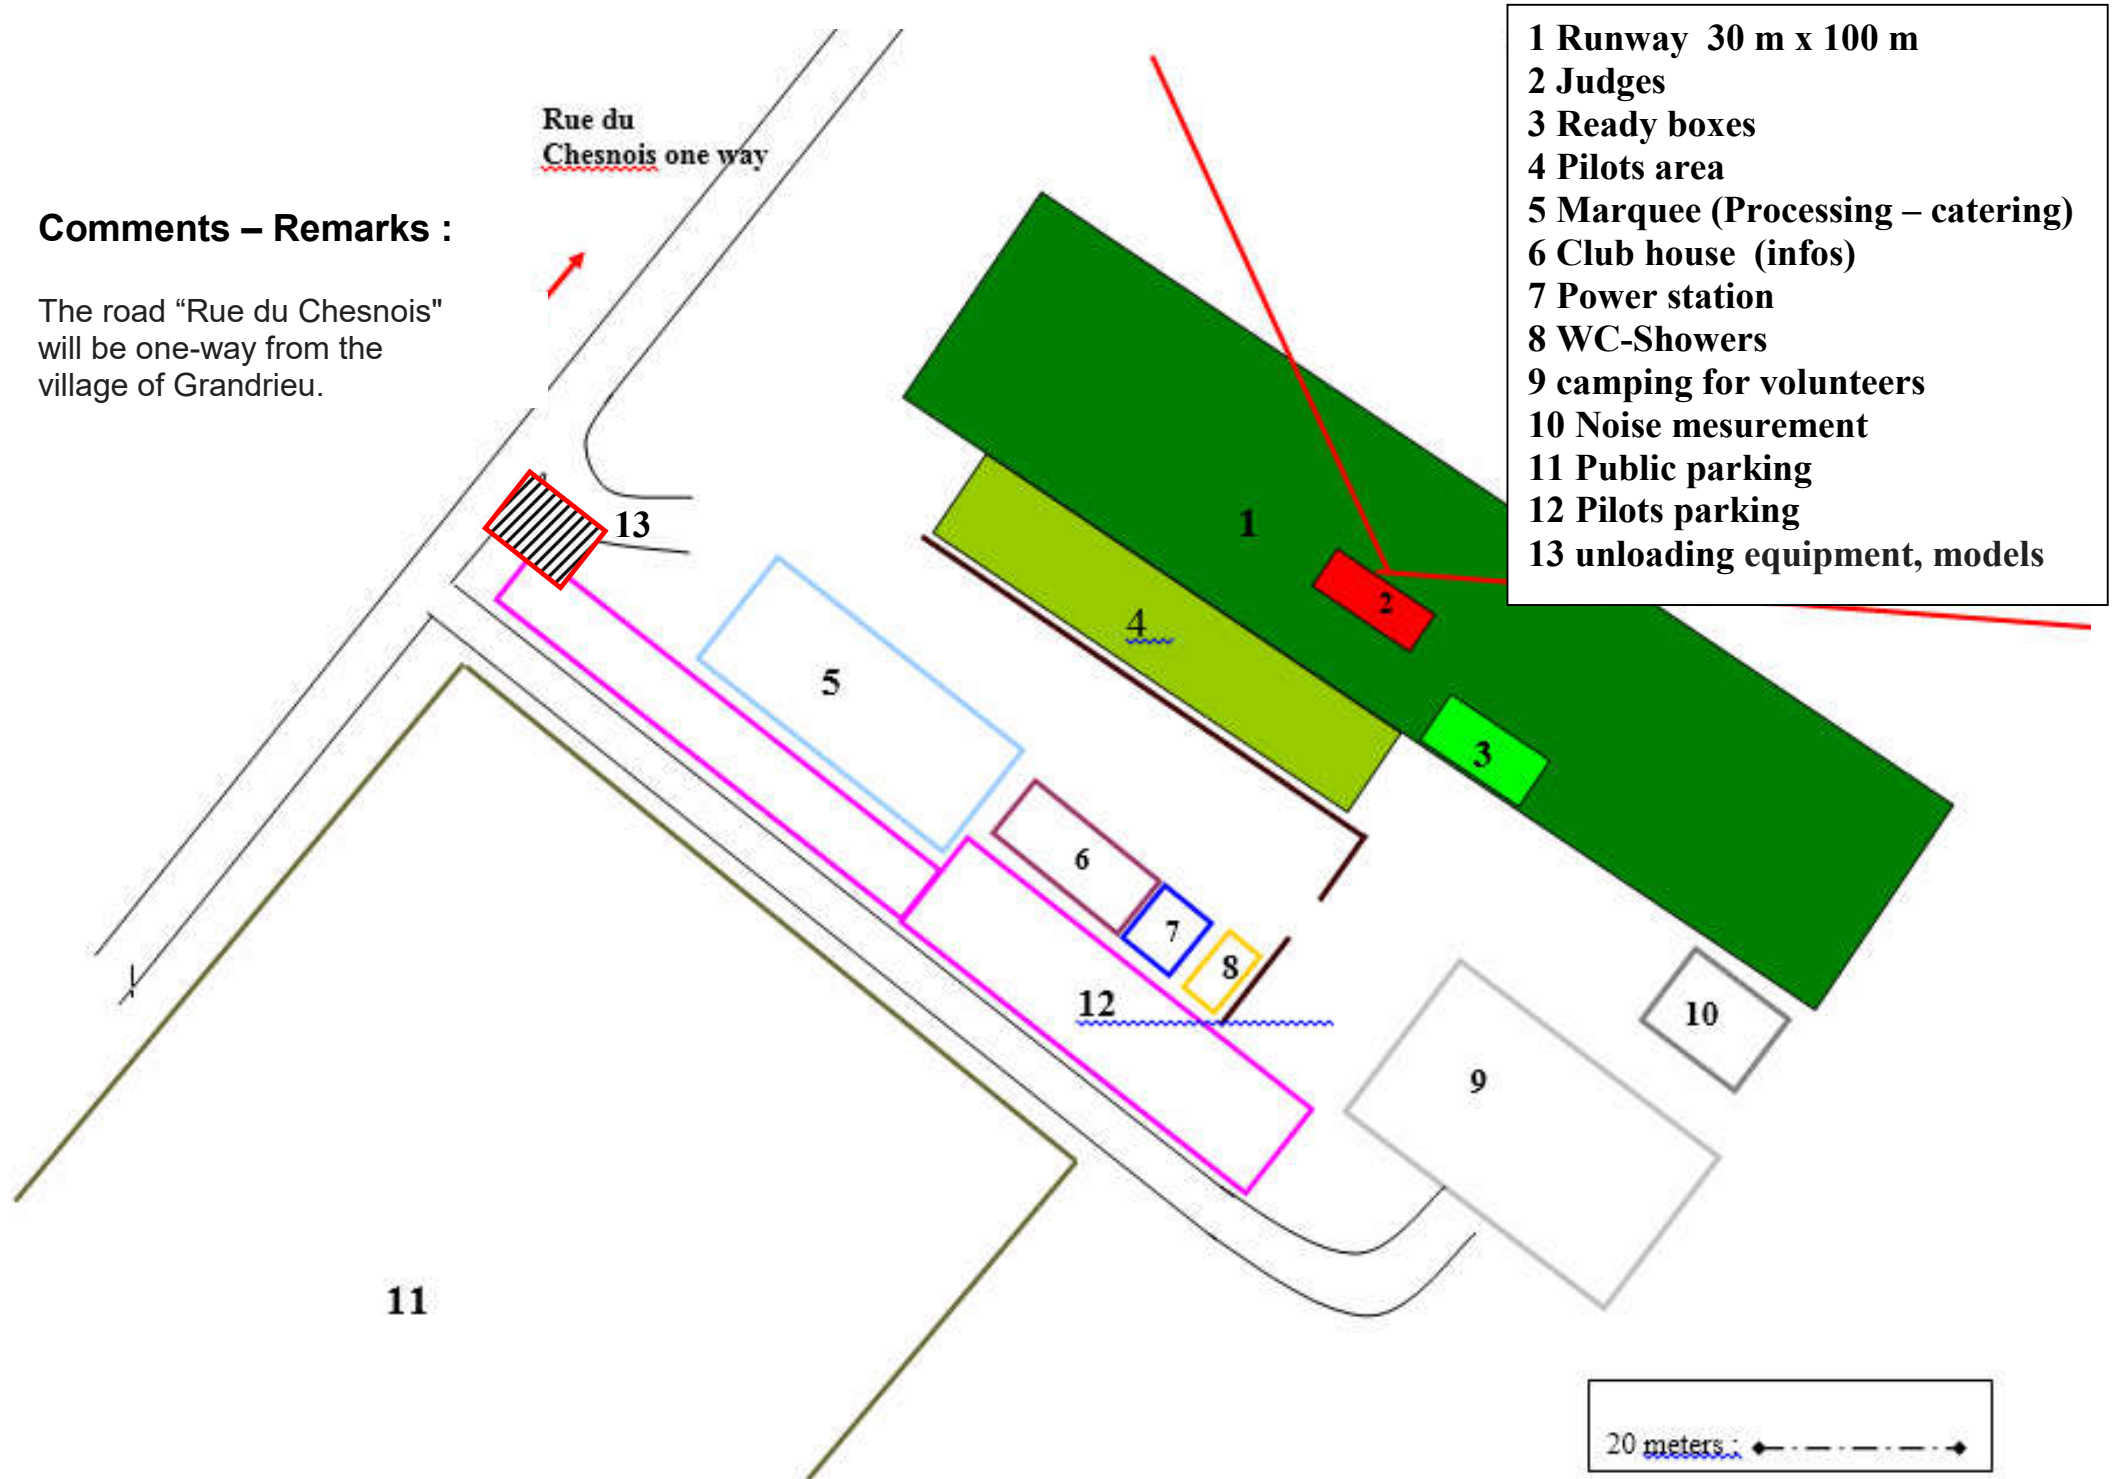 1 Runway  30 m x 100 m
2 Judges
3 Ready boxes
4 Pilots area
5 Marquee (Processing – catering)
6 Club house  (infos)
7 Power station
8 WC-Showers
9 camping for volunteers
10 Noise mesurement
11 Public parking
12 Pilots parking
13 unloading equipment, models
Rue du
Chesnois one way
Comments – Remarks :
The road “Rue du Chesnois"
will be one-way from the
village of Grandrieu.
13
1
2
4
5
3
6
7
8
12
10
9
11
20 meters :